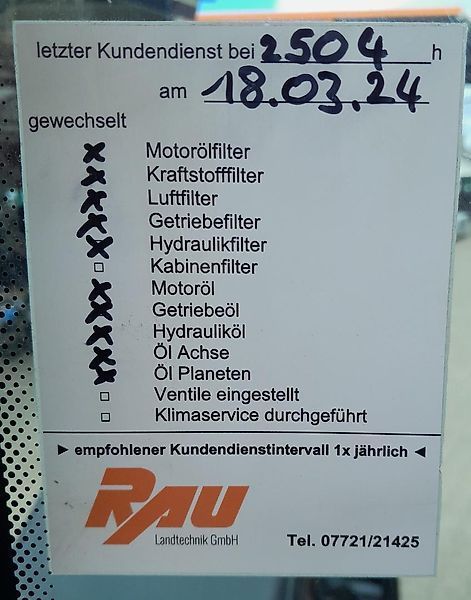 letzter Kundendienst bei 2504 h
am 18.03.24
gewechselt
x Motorölfilter
x Kraftstofffilter
x Luftfilter
x Getriebefilter
x Hydraulikfilter
□ Kabinenfilter
x Motoröl
x Getriebeöl
x Hydrauliköl
x Öl Achse
x Öl Planeten
□ Ventile eingestellt
□ Klimaservice durchgeführt
► empfohlener Kundendienstintervall 1x jährlich ◄
RAU
Landtechnik GmbH
Tel. 07721/21425